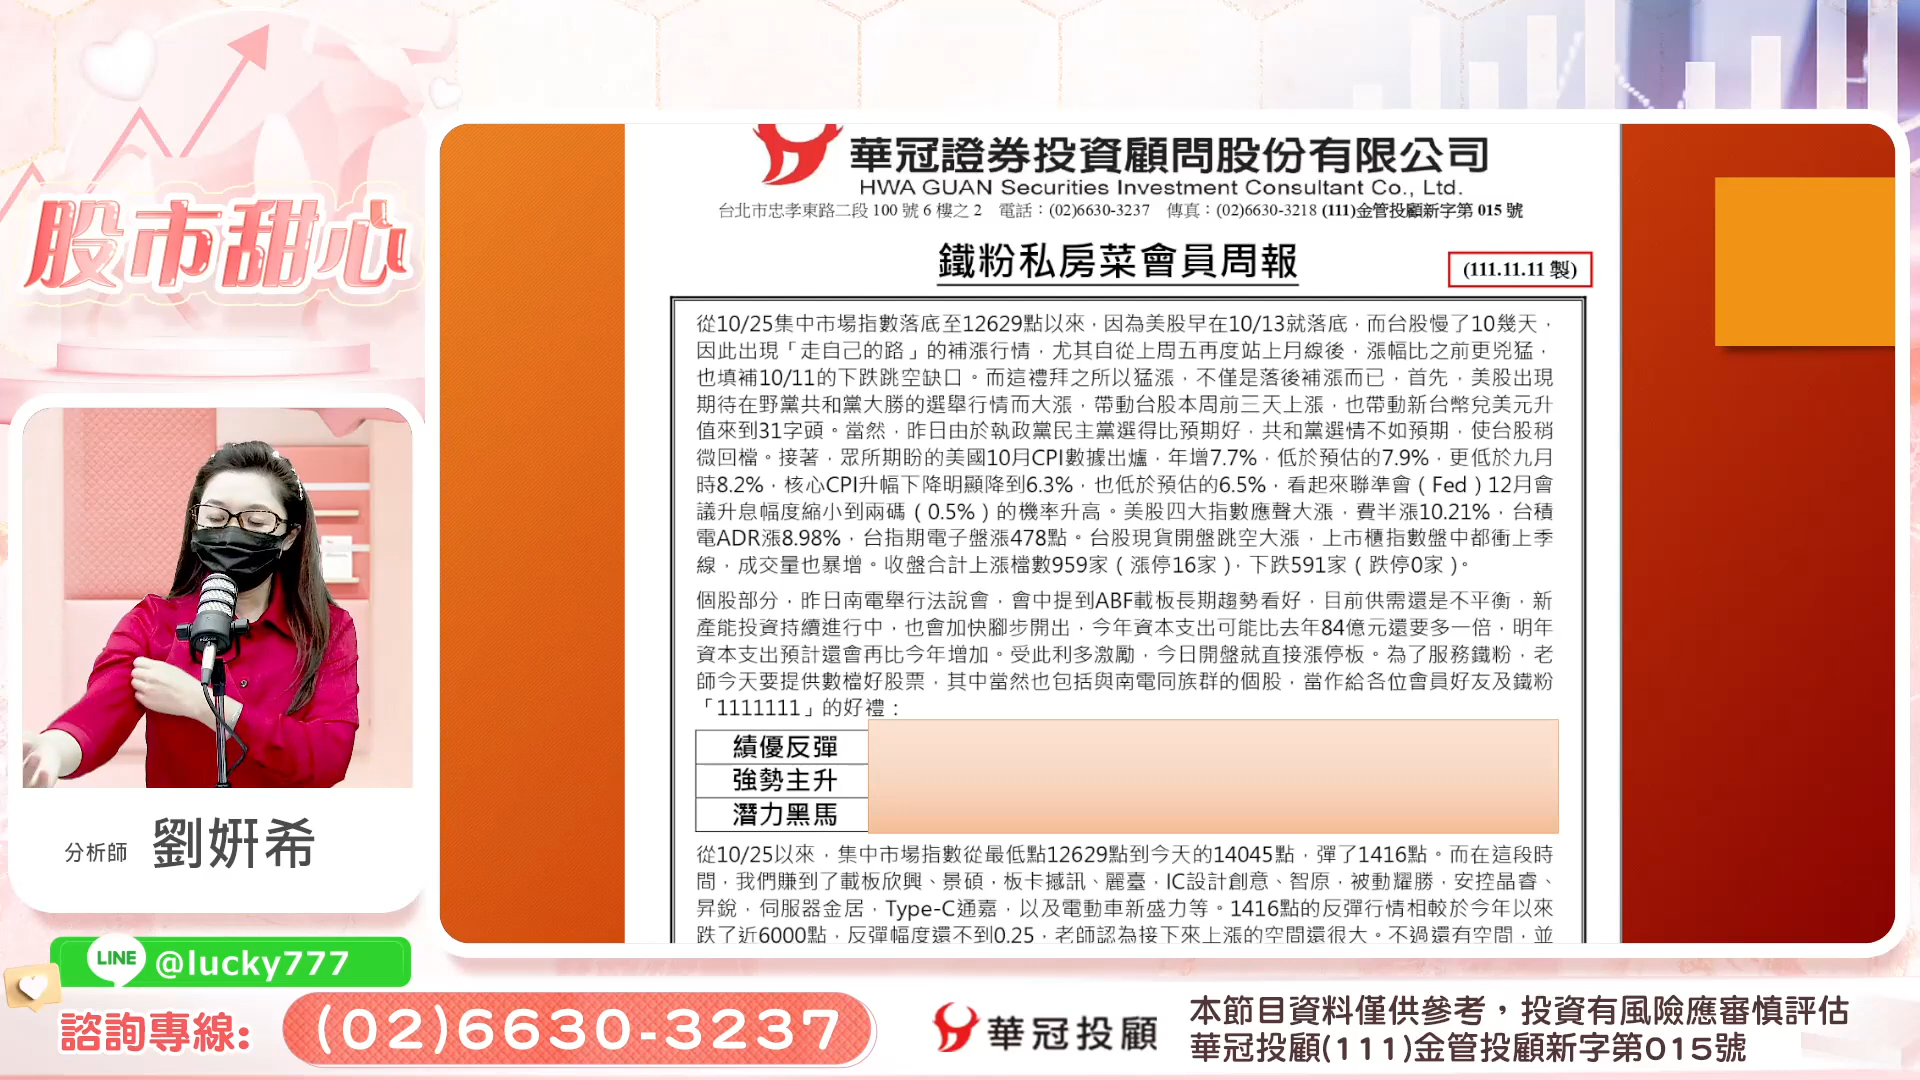 股市甜心
分析師 劉妍希
LINE @lucky777
華冠證券投資顧問股份有限公司
HWA GUAN Securities Investment Consultant Co., Ltd.
台北市忠孝東路二段 100 號 6 樓之 2 電話：(02)6630-3237 傳真：(02)6630-3218 (111)金管投顧新字第 015 號
鐵粉私房菜會員周報
(111.11.11 製)
從10/25集中市場指數落底至12629點以來，因為美股早在10/13就落底，而台股慢了10幾天，
因此出現「走自己的路」的補漲行情，尤其自從上周五再度站上月線後，漲幅比之前更兇猛，
也填補10/11的下跌跳空缺口。而這禮拜之所以猛漲，不僅是落後補漲而已，首先，美股出現
期待在野黨共和黨大勝的選舉行情而大漲，帶動台股本周前三天上漲，也帶動新台幣兌美元升
值來到31字頭。當然，昨日由於執政黨民主黨選得比預期好，共和黨選情不如預期，使台股稍
微回檔。接著，眾所期盼的美國10月CPI數據出爐，年增7.7%，低於預估的7.9%，更低於九月
時8.2%，核心CPI升幅下降明顯降到6.3%，也低於預估的6.5%，看起來聯準會（Fed）12月會
議升息幅度縮小到兩碼（0.5%）的機率升高。美股四大指數應聲大漲，費半漲10.21%，台積
電ADR漲8.98%，台指期電子盤漲478點。台股現貨開盤跳空大漲，上市櫃指數盤中都衝上季
線，成交量也暴增。收盤合計上漲檔數959家（漲停16家），下跌591家（跌停0家）。
個股部分，昨日南電舉行法說會，會中提到ABF載板長期趨勢看好，目前供需還是不平衡，新
產能投資持續進行中，也會加快腳步開出，今年資本支出可能比去年84億元還要多一倍，明年
資本支出預計還會再比今年增加。受此利多激勵，今日開盤就直接漲停板。為了服務鐵粉，老
師今天要提供數檔好股票，其中當然也包括與南電同族群的個股，當作給各位會員好友及鐵粉
「1111111」的好禮：
績優反彈
強勢主升
潛力黑馬
從10/25以來，集中市場指數從最低點12629點到今天的14045點，彈了1416點。而在這段時
間，我們賺到了載板欣興、景碩，板卡撼訊、麗臺，IC設計創意、智原，被動耀勝，安控晶睿、
昇銳，伺服器金居，Type-C通嘉，以及電動車新盛力等。1416點的反彈行情相較於今年以來
跌了近6000點，反彈幅度還不到0.25，老師認為接下來上漲的空間還很大。不過還有空間，並
諮詢專線: (02)6630-3237
華冠投顧
本節目資料僅供參考，投資有風險應審慎評估
華冠投顧(111)金管投顧新字第015號